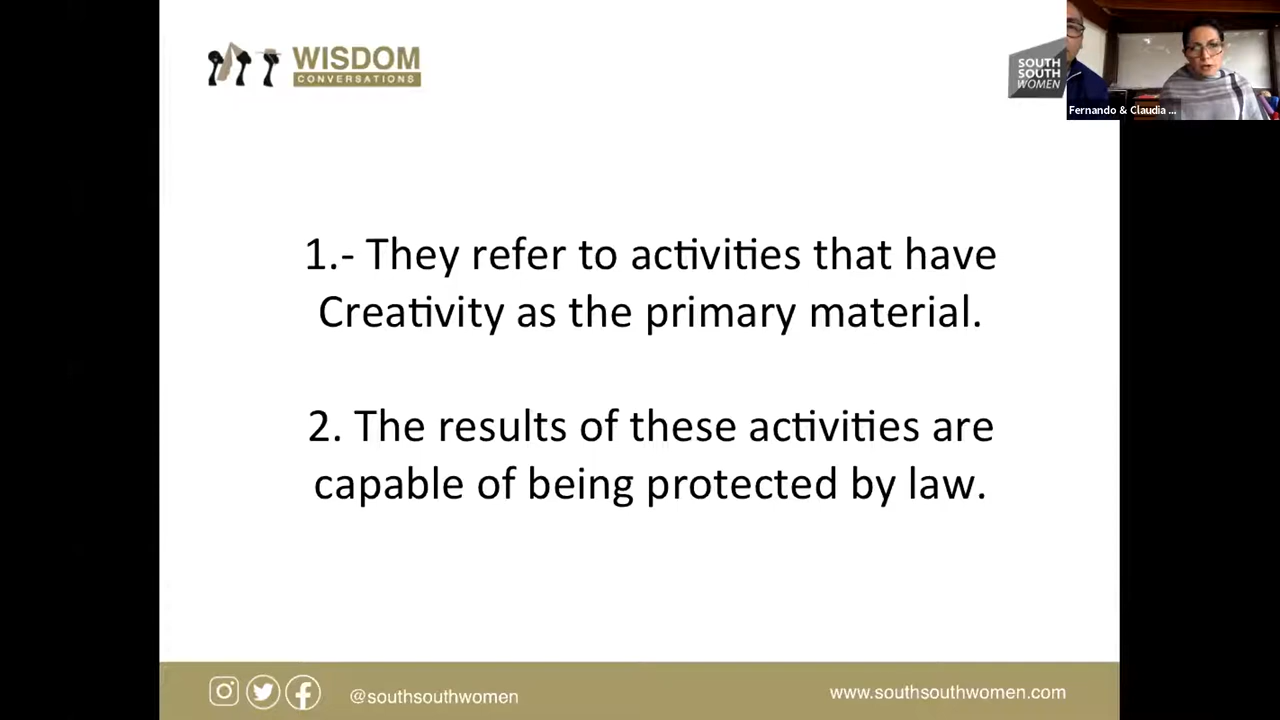 WISDOM
CONVERSATIONS
SOUTH
SOUTH
WOMEN
Fernando & Claudia ...
1.- They refer to activities that have
Creativity as the primary material.
2. The results of these activities are
capable of being protected by law.
@southsouthwomen
www.southsouthwomen.com